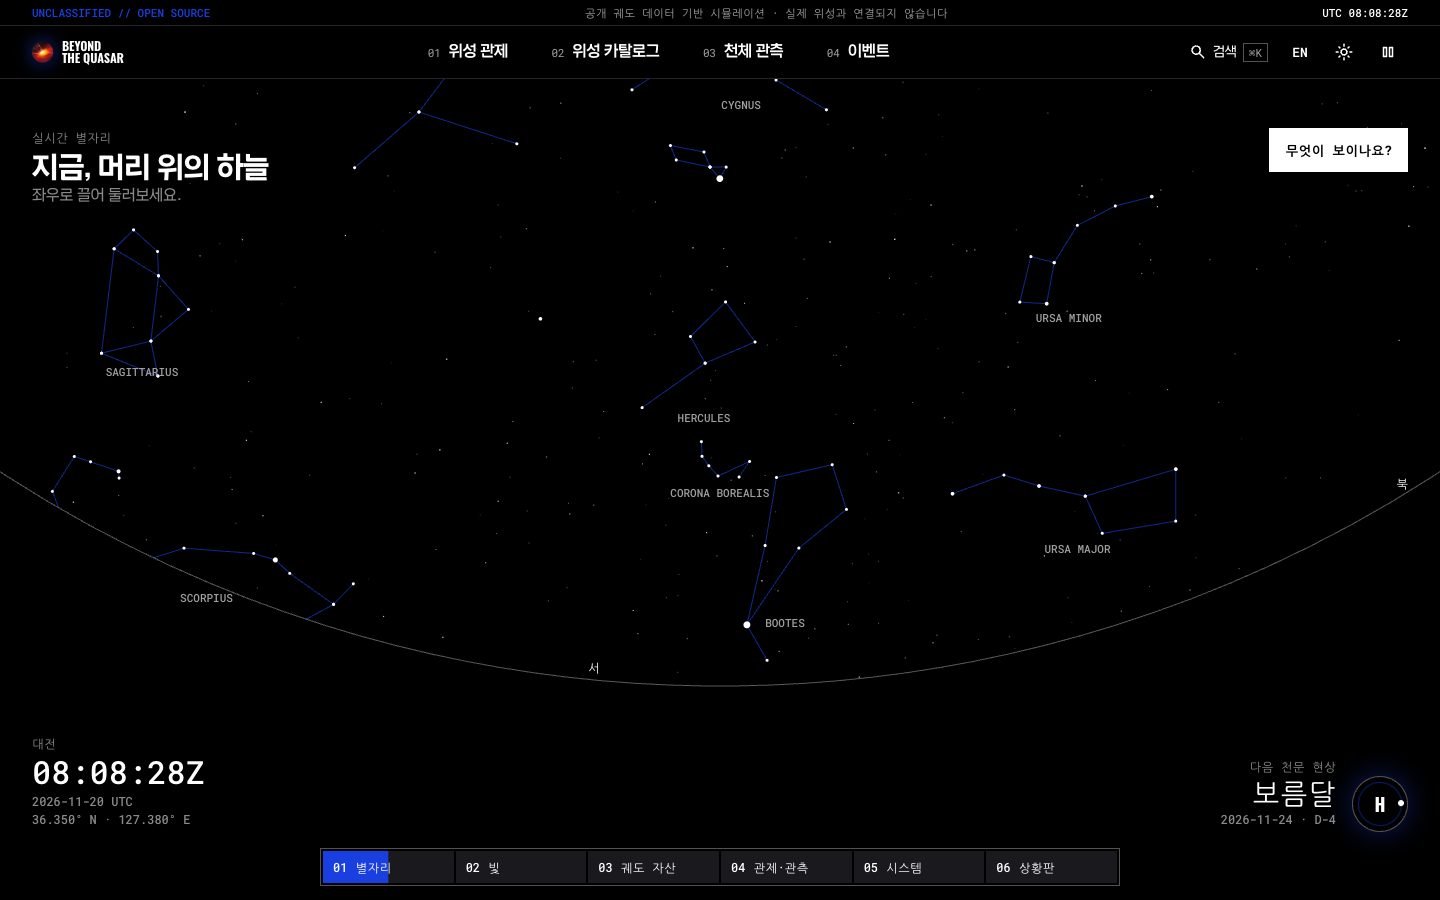 UNCLASSIFIED // OPEN SOURCE
공개 궤도 데이터 기반 시뮬레이션 · 실제 위성과 연결되지 않습니다
UTC 08:08:28Z
BEYOND
THE QUASAR
01 위성 관제
02 위성 카탈로그
03 천체 관측
04 이벤트
검색 ⌘K
EN
CYGNUS
실시간 별자리
지금, 머리 위의 하늘
좌우로 끌어 둘러보세요.
무엇이 보이나요?
URSA MINOR
SAGITTARIUS
HERCULES
CORONA BOREALIS
북
URSA MAJOR
SCORPIUS
BOOTES
서
대전
08:08:28Z
2026-11-20 UTC
36.350° N · 127.380° E
다음 천문 현상
보름달
2026-11-24 · D-4
H
01 별자리
02 빛
03 궤도 자산
04 관제·관측
05 시스템
06 상황판